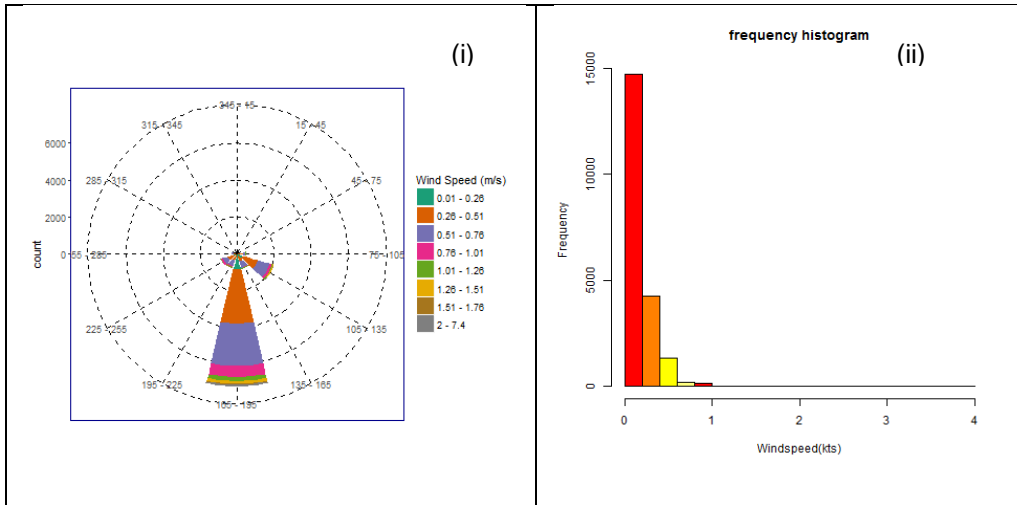 (i)
345 - 15
315 - 345
15 - 45
6000
285 - 315
45 - 75
4000
2000
0
55 - 285
75 - 105
count
225 - 255
105 - 135
195 - 225
135 - 165
165 - 195
Wind Speed (m/s)
0.01 - 0.26
0.26 - 0.51
0.51 - 0.76
0.76 - 1.01
1.01 - 1.26
1.26 - 1.51
1.51 - 1.76
2 - 7.4
frequency histogram
(ii)
Frequency
15000
10000
5000
0
0 1 2 3 4
Windspeed(kts)